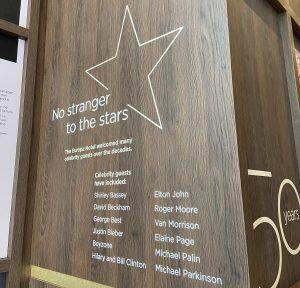 No stranger
to the stars
The Europa Hotel welcomed many
celebrity guests over the decades.
Celebrity guests
have included:
Shirley Bassey
David Beckham
George Best
Justin Bieber
Boyzone
Hilary and Bill Clinton
Elton John
Roger Moore
Van Morrison
Elaine Page
Michael Palin
Michael Parkinson
50
years